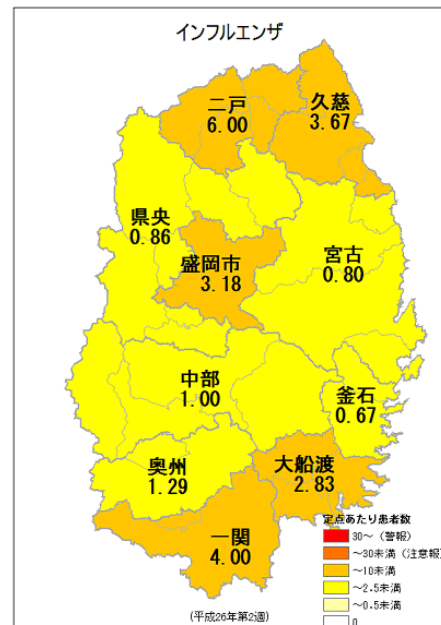 インフルエンザ
二戸
6.00
久慈
3.67
県央
0.86
盛岡市
3.18
宮古
0.80
中部
1.00
釜石
0.67
奥州
1.29
大船渡
2.83
一関
4.00
定点あたり患者数
30～（警報）
～30未満（注意報）
～10未満
～2.5未満
～0.5未満
0
(平成26年第2週)